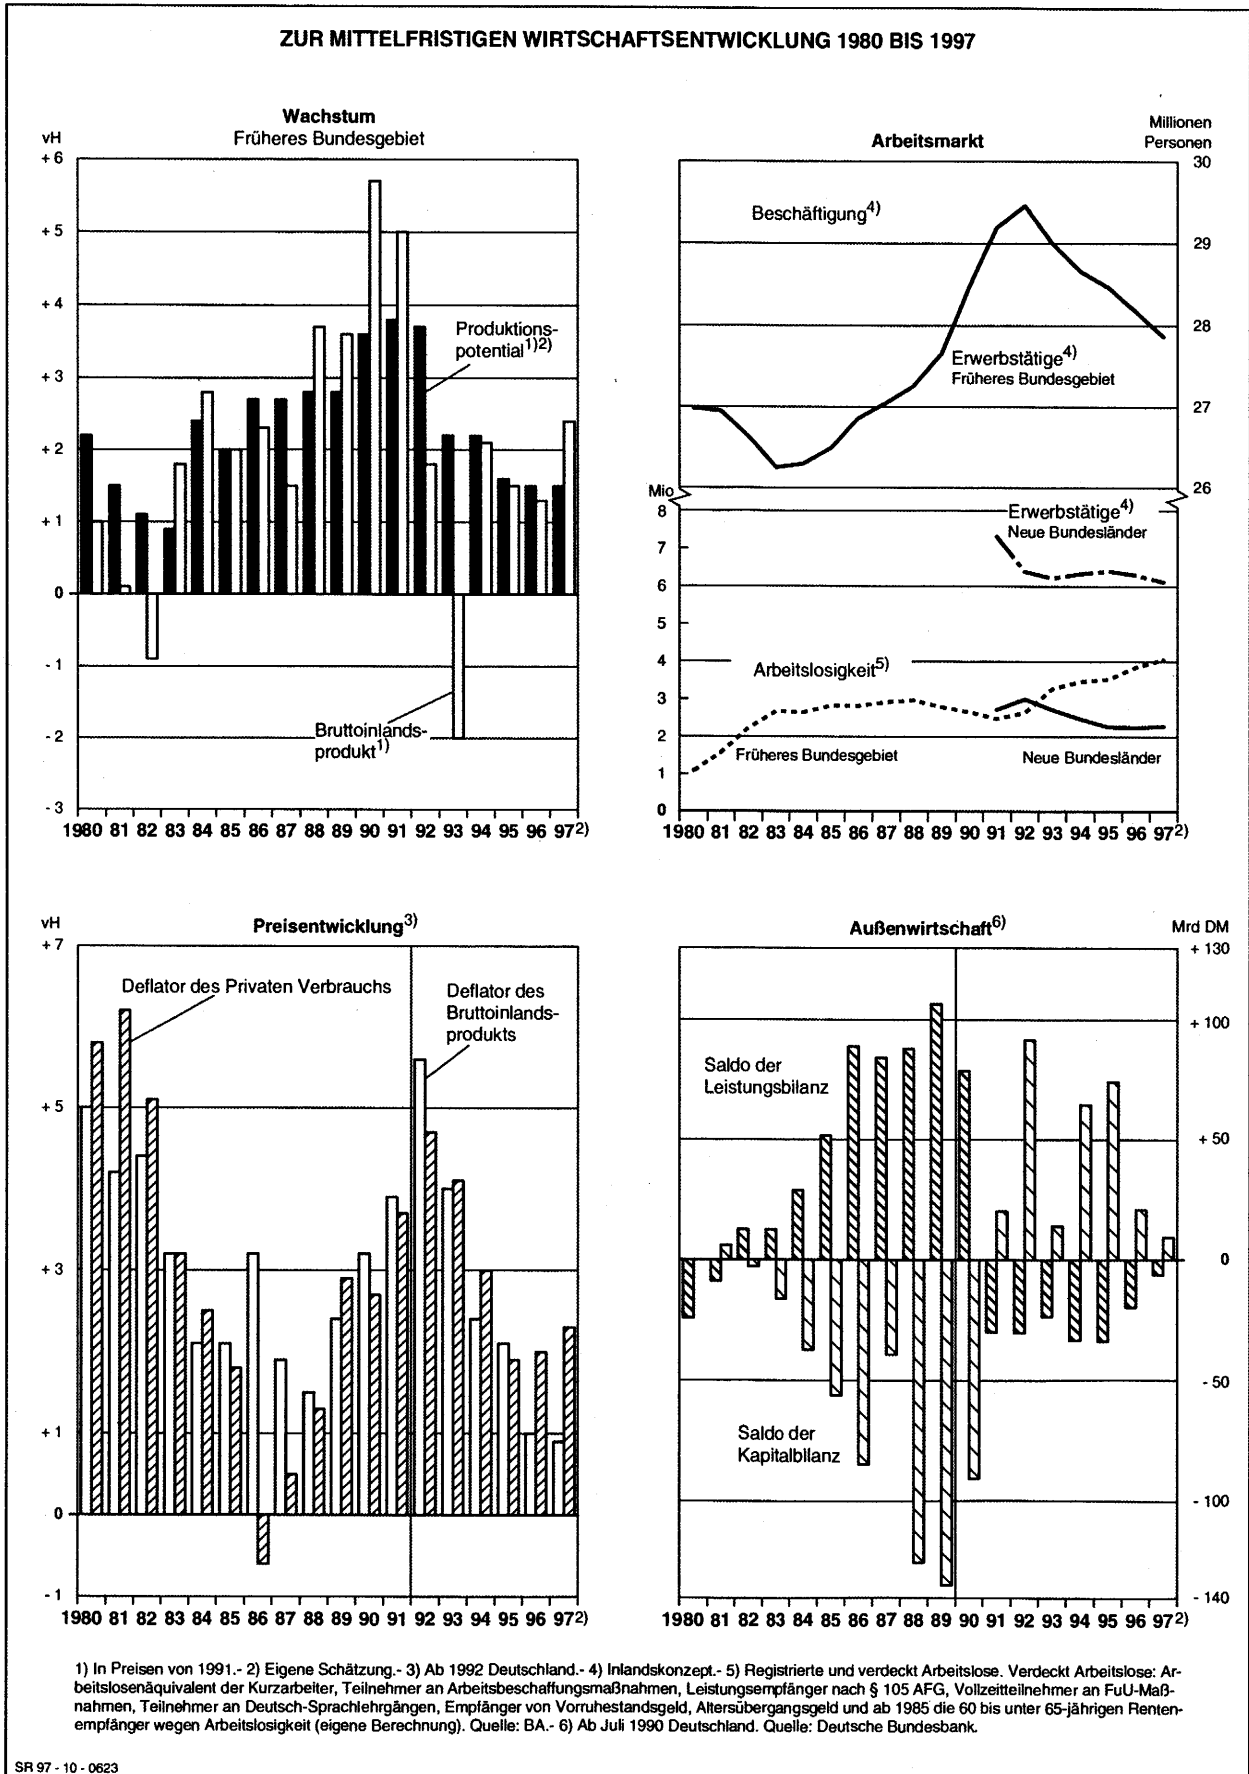 ZUR MITTELFRISTIGEN WIRTSCHAFTSENTWICKLUNG 1980 BIS 1997
Wachstum
Früheres Bundesgebiet
vH
+ 6
+ 5
+ 4
+ 3
+ 2
+ 1
0
- 1
- 2
- 3
Produktions-
potential1)2)
Bruttoinlands-
produkt1)
1980 81 82 83 84 85 86 87 88 89 90 91 92 93 94 95 96 972)
Arbeitsmarkt
Millionen
Personen
30
29
28
27
26
Beschäftigung4)
Erwerbstätige4)
Früheres Bundesgebiet
Mio
8
7
6
5
4
3
2
1
0
Erwerbstätige4)
Neue Bundesländer
Arbeitslosigkeit5)
Früheres Bundesgebiet
Neue Bundesländer
1980 81 82 83 84 85 86 87 88 89 90 91 92 93 94 95 96 972)
Preisentwicklung3)
vH
+ 7
+ 5
+ 3
+ 1
0
- 1
Deflator des Privaten Verbrauchs
Deflator des
Bruttoinlands-
produkts
1980 81 82 83 84 85 86 87 88 89 90 91 92 93 94 95 96 972)
Außenwirtschaft6)
Mrd DM
+ 130
+ 100
+ 50
0
- 50
- 100
- 140
Saldo der
Leistungsbilanz
Saldo der
Kapitalbilanz
1980 81 82 83 84 85 86 87 88 89 90 91 92 93 94 95 96 972)
1) In Preisen von 1991.- 2) Eigene Schätzung.- 3) Ab 1992 Deutschland.- 4) Inlandskonzept.- 5) Registrierte und verdeckt Arbeitslose. Verdeckt Arbeitslose: Ar-
beitslosenäquivalent der Kurzarbeiter, Teilnehmer an Arbeitsbeschaffungsmaßnahmen, Leistungsempfänger nach § 105 AFG, Vollzeitteilnehmer an FuU-Maß-
nahmen, Teilnehmer an Deutsch-Sprachlehrgängen, Empfänger von Vorruhestandsgeld, Altersübergangsgeld und ab 1985 die 60 bis unter 65-jährigen Renten-
empfänger wegen Arbeitslosigkeit (eigene Berechnung). Quelle: BA.- 6) Ab Juli 1990 Deutschland. Quelle: Deutsche Bundesbank.
SR 97 - 10 - 0623